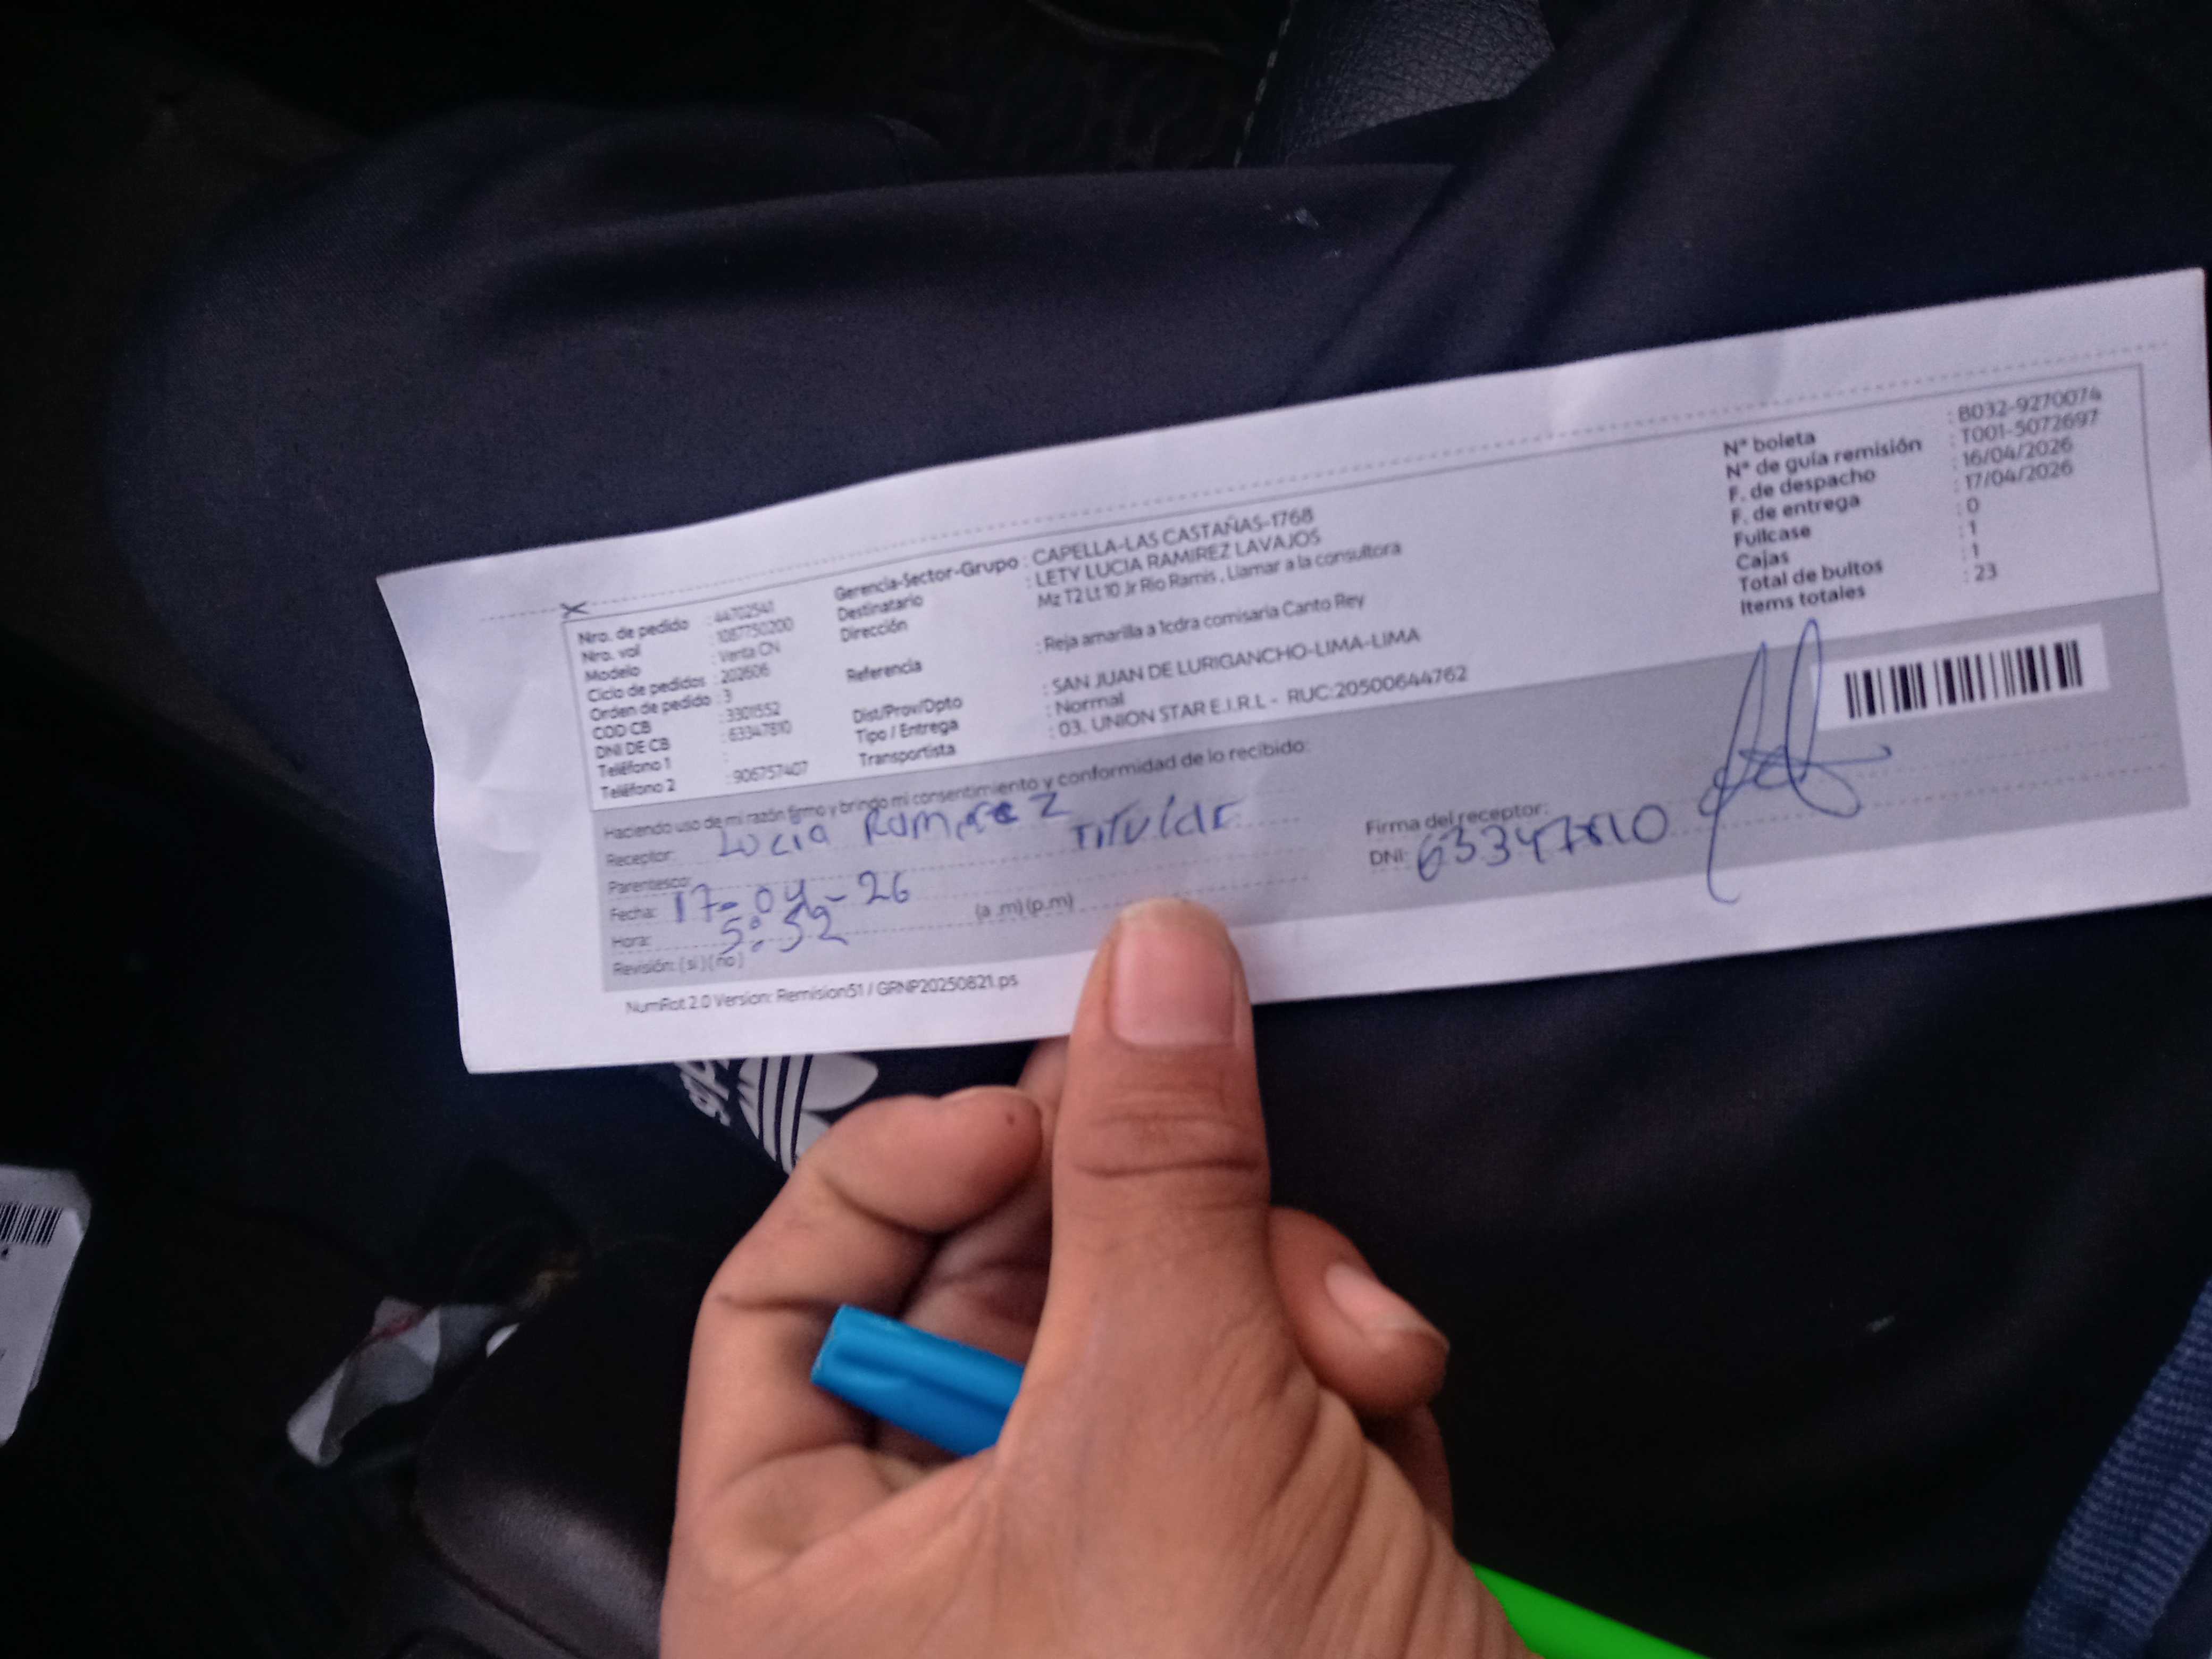 Nro. de pedido : 44702541
Nro. vol : 1087750200
Modelo : Venta CN
Ciclo de pedidos : 202606
Orden de pedido : 3
COD CB : 3301552
DNI DE CB : 63347810
Teléfono 1 :
Teléfono 2 : 906757407
Gerencia-Sector-Grupo : CAPELLA-LAS CASTAÑAS-1768
Destinatario : LETY LUCIA RAMIREZ LAVAJOS
Dirección Mz T2 Lt 10 Jr Rio Ramis , Llamar a la consultora
Referencia : Reja amarilla a 1cdra comisaria Canto Rey
Dist/Prov/Dpto : SAN JUAN DE LURIGANCHO-LIMA-LIMA
Tipo / Entrega : Normal
Transportista : 03. UNION STAR E.I.R.L - RUC:20500644762
Nª boleta : B032-9270074
Nª de guía remisión : T001-5072697
F. de despacho : 16/04/2026
F. de entrega : 17/04/2026
Fullcase : 0
Cajas : 1
Total de bultos : 1
Items totales : 23
Haciendo uso de mi razón firmo y bringo mi consentimiento y conformidad de lo recibido:
Receptor: Lucia Ramirez
Parentesco: Titular
Fecha: 17-04-26
Hora: 5:52 (a .m) (p.m)
Revisión: ( si ) ( no )
Firma del receptor:
DNI: 63347810
NumRot 2.0 Version: Remision51 / GRNP20250821.ps